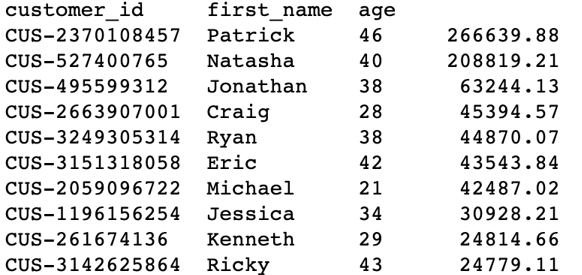 customer_id first_name age
CUS-2370108457 Patrick 46 266639.88
CUS-527400765 Natasha 40 208819.21
CUS-495599312 Jonathan 38 63244.13
CUS-2663907001 Craig 28 45394.57
CUS-3249305314 Ryan 38 44870.07
CUS-3151318058 Eric 42 43543.84
CUS-2059096722 Michael 21 42487.02
CUS-1196156254 Jessica 34 30928.21
CUS-261674136 Kenneth 29 24814.66
CUS-3142625864 Ricky 43 24779.11